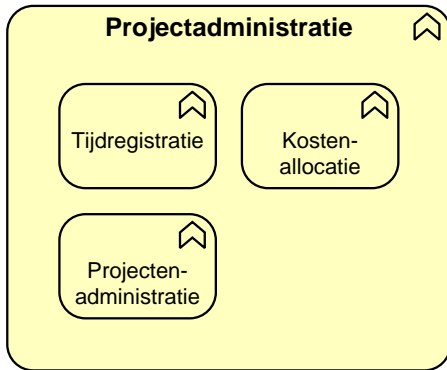 Projectadministratie
Tijdregistratie
Kosten-
allocatie
Projecten-
administratie